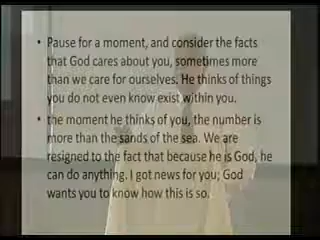 • Pause for a moment, and consider the facts
that God cares about you, sometimes more
than we care for ourselves. He thinks of things
you do not even know exist within you.
• the moment he thinks of you, the number is
more than the sands of the sea. We are
resigned to the fact that because he is God, he
can do anything. I got news for you; God
wants you to know how this is so.